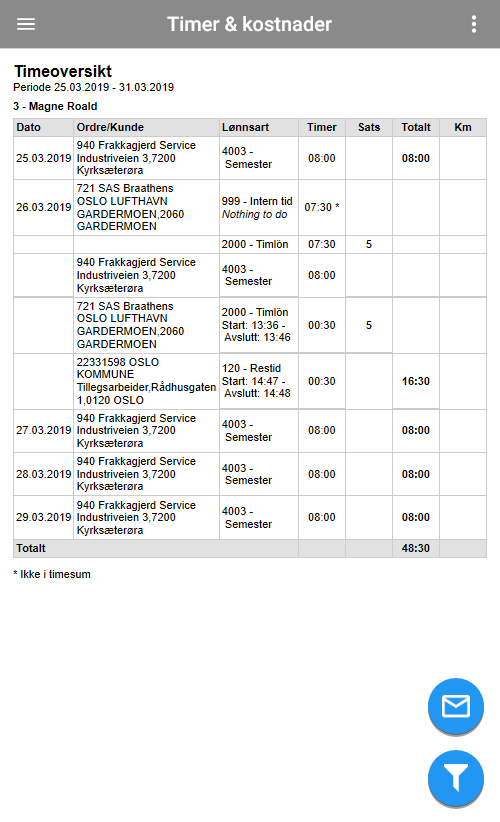 Timer & kostnader
Timeoversikt
Periode 25.03.2019 - 31.03.2019
3 - Magne Roald
Dato Ordre/Kunde Lønnsart Timer Sats Totalt Km
25.03.2019 940 Frakkagjerd Service
Industriveien 3,7200
Kyrksæterøra
4003 -
Semester
08:00 08:00
26.03.2019 721 SAS Braathens
OSLO LUFTHAVN
GARDERMOEN,2060
GARDERMOEN
999 - Intern tid
Nothing to do
07:30 *
2000 - Timlön 07:30 5
940 Frakkagjerd Service
Industriveien 3,7200
Kyrksæterøra
4003 -
Semester
08:00
721 SAS Braathens
OSLO LUFTHAVN
GARDERMOEN,2060
GARDERMOEN
2000 - Timlön
Start: 13:36 -
Avslutt: 13:46
00:30 5
22331598 OSLO
KOMMUNE
Tillegsarbeider,Rådhusgaten
1,0120 OSLO
120 - Restid
Start: 14:47 -
Avslutt: 14:48
00:30 16:30
27.03.2019 940 Frakkagjerd Service
Industriveien 3,7200
Kyrksæterøra
4003 -
Semester
08:00 08:00
28.03.2019 940 Frakkagjerd Service
Industriveien 3,7200
Kyrksæterøra
4003 -
Semester
08:00 08:00
29.03.2019 940 Frakkagjerd Service
Industriveien 3,7200
Kyrksæterøra
4003 -
Semester
08:00 08:00
Totalt 48:30
* Ikke i timesum